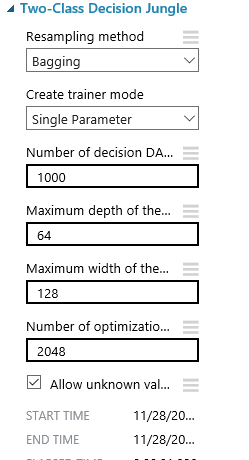 Two-Class Decision Jungle
Resampling method
Bagging
Create trainer mode
Single Parameter
Number of decision DA...
1000
Maximum depth of the...
64
Maximum width of the...
128
Number of optimizatio...
2048
Allow unknown val...
START TIME 11/28/20...
END TIME 11/28/20...